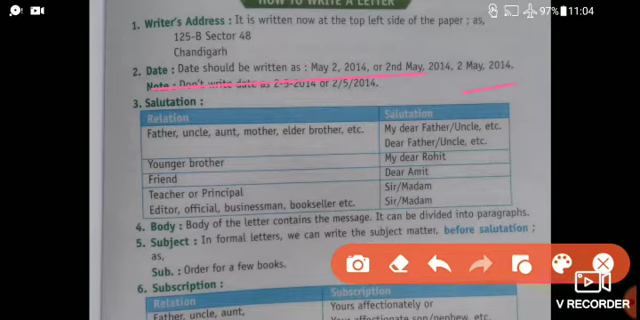 97% 11:04
HOW TO WRITE A LETTER
1. Writer's Address : It is written now at the top left side of the paper ; as,
125-B Sector 48
Chandigarh
2. Date : Date should be written as : May 2, 2014, or 2nd May, 2014, 2 May, 2014.
Note : Don't write date as 2-5-2014 or 2/5/2014.
3. Salutation :
Relation Salutation
Father, uncle, aunt, mother, elder brother, etc. My dear Father/Uncle, etc.
Dear Father/Uncle, etc.
Younger brother My dear Rohit
Friend Dear Amrit
Teacher or Principal Sir/Madam
Editor, official, businessman, bookseller etc. Sir/Madam
4. Body : Body of the letter contains the message. It can be divided into paragraphs.
5. Subject : In formal letters, we can write the subject matter, before salutation ;
as,
Sub. : Order for a few books.
6. Subscription :
Relation Subscription
Father, uncle, aunt, Yours affectionately or
Your affectionate son/nephew, etc.
V RECORDER